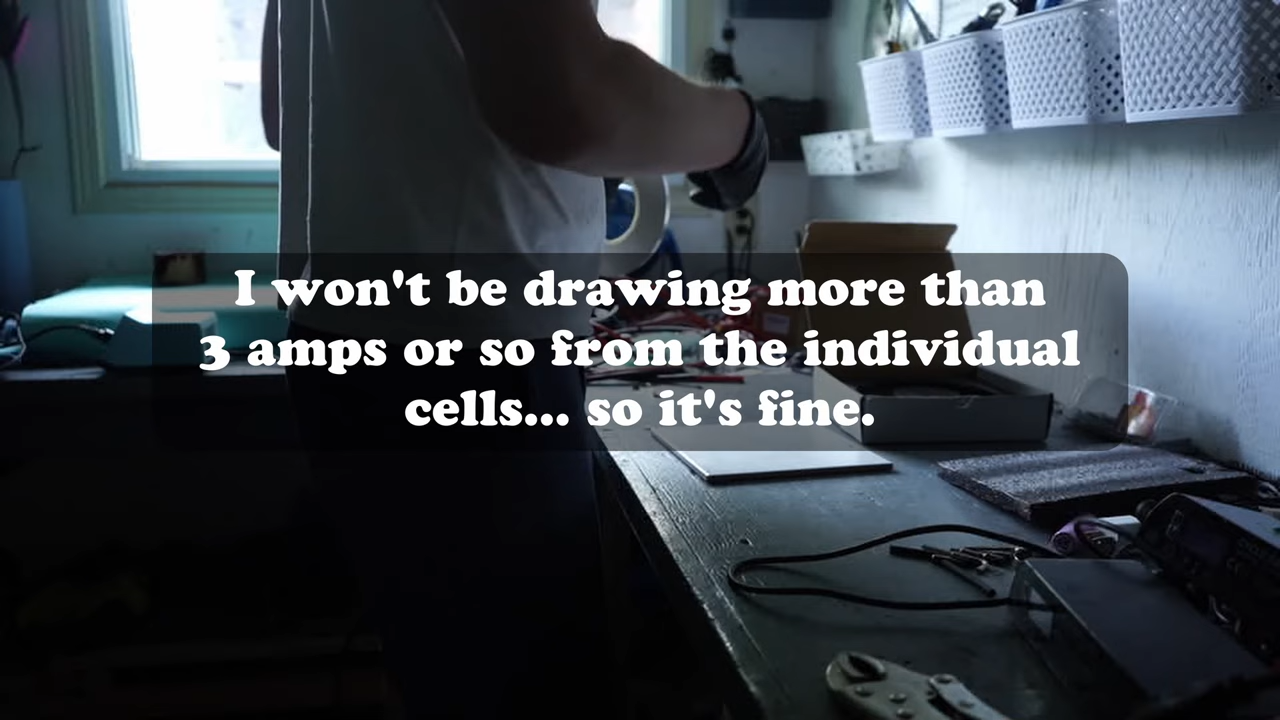 I won't be drawing more than
3 amps or so from the individual
cells... so it's fine.